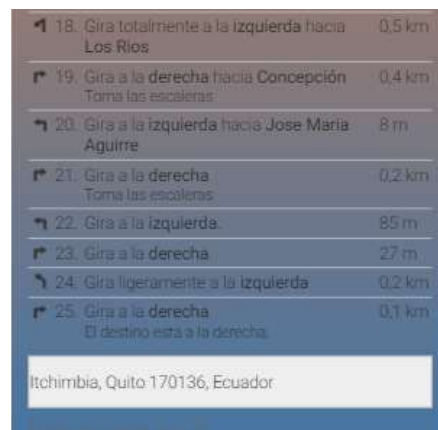 18. Gira totalmente a la izquierda hacia 0,5 km
Los Rios
19. Gira a la derecha hacia Concepción 0,4 km
Toma las escaleras
20. Gira a la izquierda hacia Jose Maria 8 m
Aguirre
21. Gira a la derecha 0,2 km
Toma las escaleras
22. Gira a la izquierda. 85 m
23. Gira a la derecha 27 m
24. Gira ligeramente a la izquierda 0,2 km
25. Gira a la derecha 0,1 km
El destino está a la derecha.
Itchimbia, Quito 170136, Ecuador